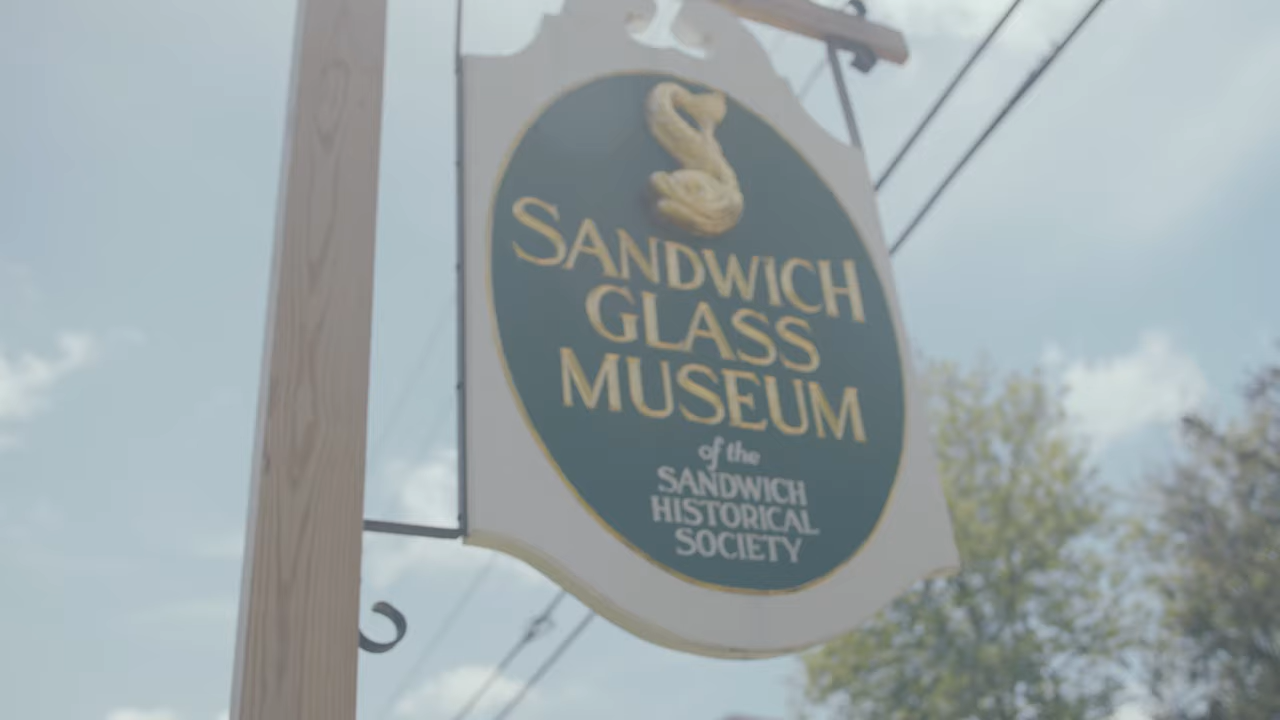 SANDWICH
GLASS
MUSEUM
of the
SANDWICH
HISTORICAL
SOCIETY